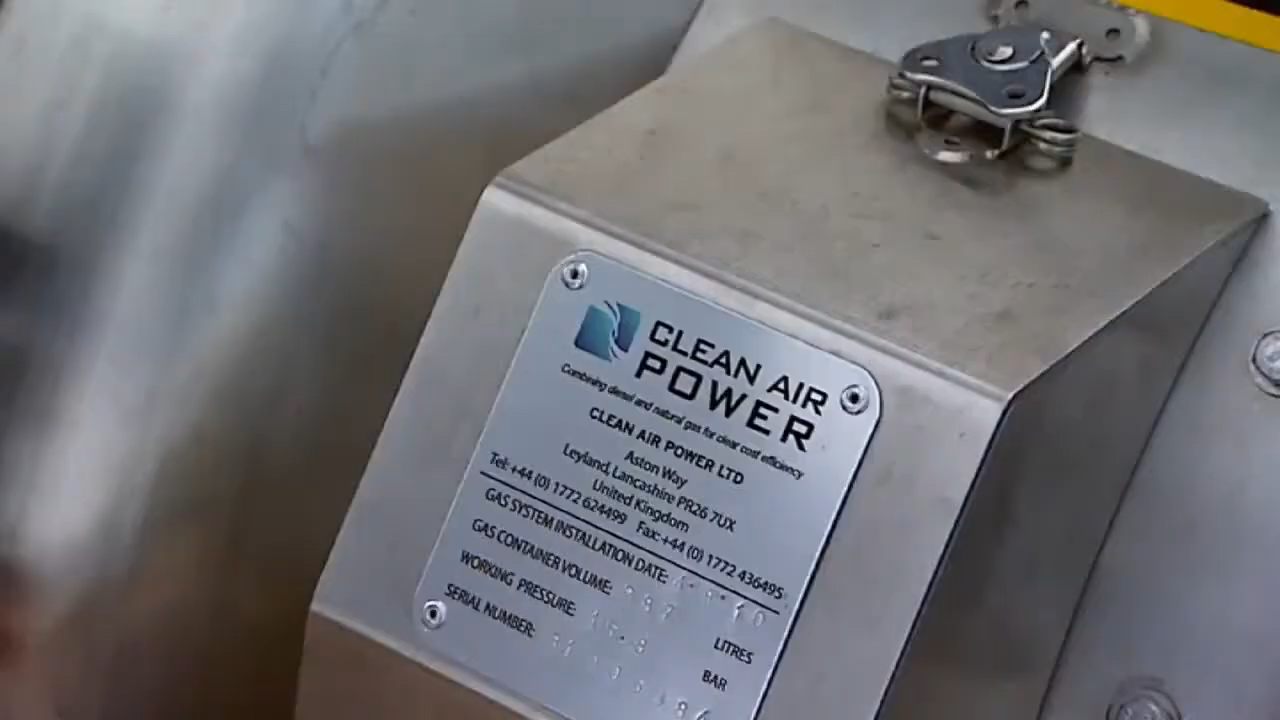 CLEAN AIR
POWER
Combining diesel and natural gas for clear cost efficiency
CLEAN AIR POWER LTD
Aston Way
Leyland, Lancashire PR26 7UX
United Kingdom
Tel: +44 (0) 1772 624499 Fax: +44 (0) 1772 436495
GAS SYSTEM INSTALLATION DATE:
GAS CONTAINER VOLUME: LITRES
WORKING PRESSURE: BAR
SERIAL NUMBER: